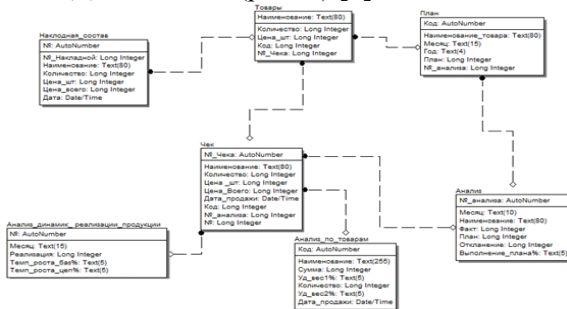 Товары
Наименование: Text(80)
Количество: Long Integer
Цена_шт: Long Integer
Код: Long Integer
№_Чека: Long Integer
План
Код: AutoNumber
Наименование_товара: Text(80)
Месяц: Text(15)
Год: Text(4)
План: Long Integer
№_анализа: Long Integer
Накладной_состав
№: AutoNumber
№_Накладной: Long Integer
Наименование: Text(80)
Количество: Long Integer
Цена_шт: Long Integer
Цена_всего: Long Integer
Дата: Date/Time
Чек
№_Чека: AutoNumber
Наименование: Text(80)
Количество: Long Integer
Цена _шт: Long Integer
Цена_Всего: Long Integer
Дата_продажи: Date/Time
Код: Long Integer
№_анализа: Long Integer
№: Long Integer
Анализ
№_анализа: AutoNumber
Месяц: Text(10)
Наименование: Text(80)
Факт: Long Integer
План: Long Integer
Откланение: Long Integer
Выполнение_плана%: Text(5)
Анализ_динамик_ реализации_продукции
№: AutoNumber
Месяц: Text(15)
Реализация: Long Integer
Темп_роста_баз%: Text(5)
Темп_роста_цеп%: Text(5)
Анализ_по_товарам
Код: AutoNumber
Наименование: Text(255)
Сумма: Long Integer
Уд_вес1%: Text(5)
Количество: Long Integer
Уд_вес2%: Text(5)
Дата_продажи: Date/Time